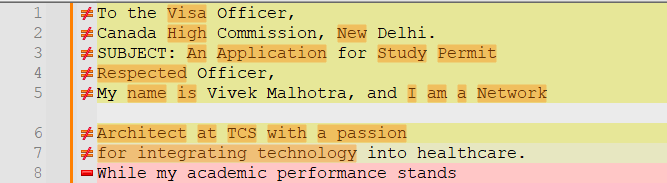 1 To the Visa Officer,
2 Canada High Commission, New Delhi.
3 SUBJECT: An Application for Study Permit
4 Respected Officer,
5 My name is Vivek Malhotra, and I am a Network
6 Architect at TCS with a passion
7 for integrating technology into healthcare.
8 While my academic performance stands